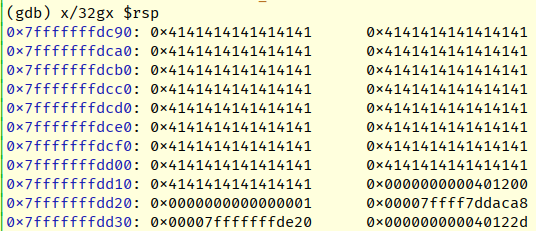 (gdb) x/32gx $rsp
0x7fffffffdc90: 0x4141414141414141 0x4141414141414141
0x7fffffffdca0: 0x4141414141414141 0x4141414141414141
0x7fffffffdcb0: 0x4141414141414141 0x4141414141414141
0x7fffffffdcc0: 0x4141414141414141 0x4141414141414141
0x7fffffffdcd0: 0x4141414141414141 0x4141414141414141
0x7fffffffdce0: 0x4141414141414141 0x4141414141414141
0x7fffffffdcf0: 0x4141414141414141 0x4141414141414141
0x7fffffffdd00: 0x4141414141414141 0x4141414141414141
0x7fffffffdd10: 0x4141414141414141 0x0000000000401200
0x7fffffffdd20: 0x0000000000000001 0x00007ffff7ddaca8
0x7fffffffdd30: 0x00007fffffffde20 0x000000000040122d